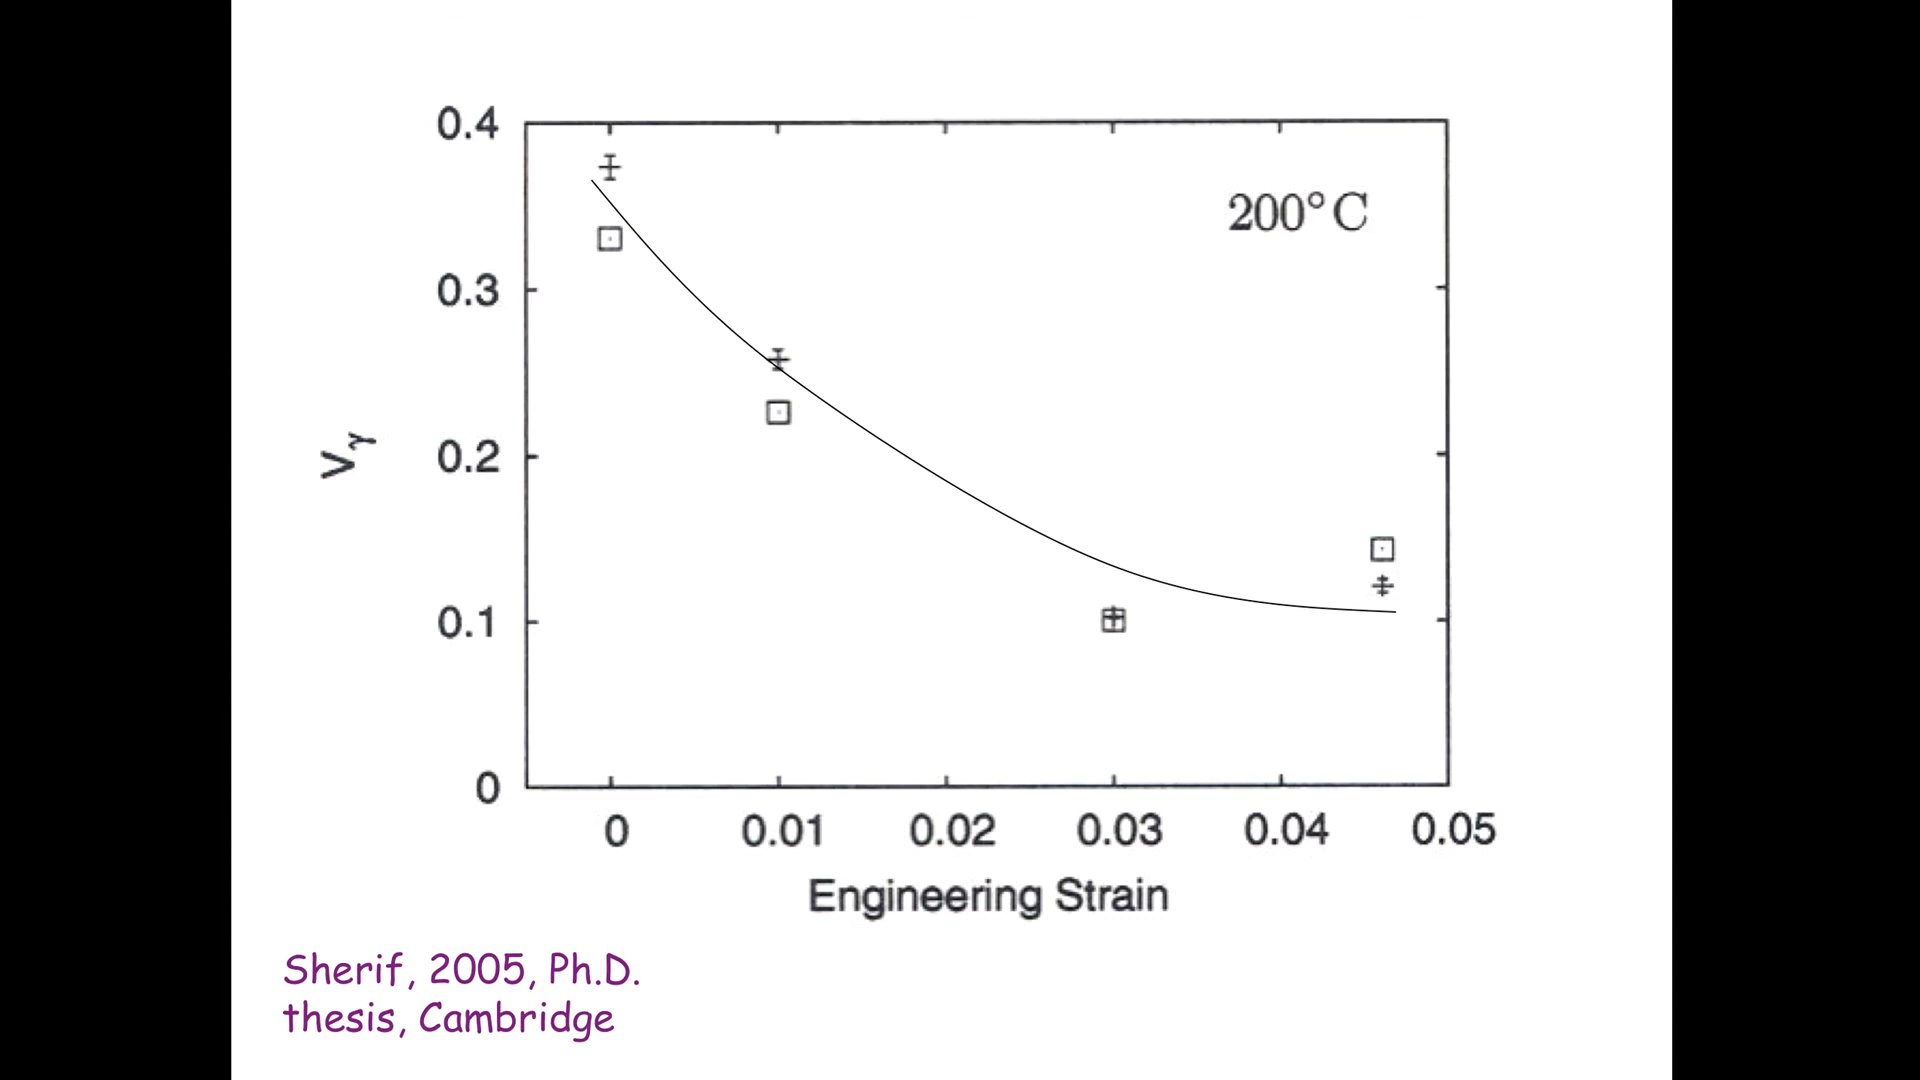 0.4
200°C
0.3
0.2
Vγ
0.1
0
0 0.01 0.02 0.03 0.04 0.05
Engineering Strain
Sherif, 2005, Ph.D.
thesis, Cambridge